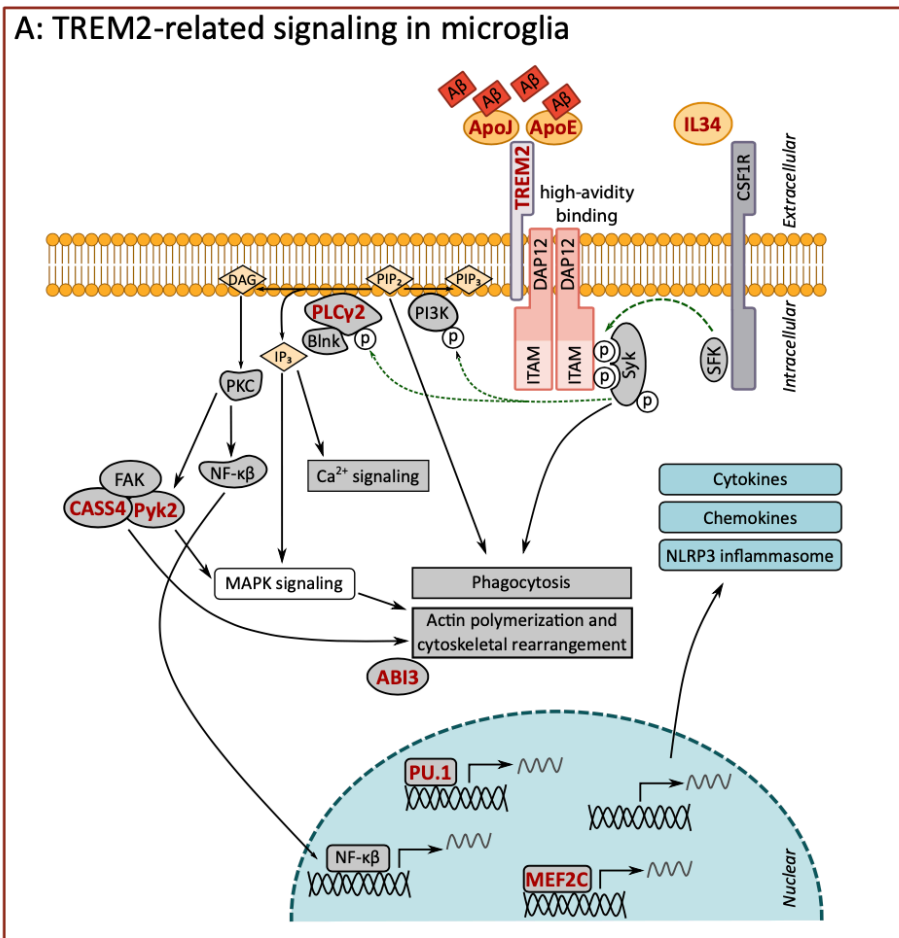 A: TREM2-related signaling in microglia
Aβ
Aβ
Aβ
Aβ
ApoJ
ApoE
IL34
TREM2
CSF1R
Extracellular
high-avidity
binding
DAP12
DAP12
DAG
PIP₂
PIP₃
PLCγ2
PI3K
Blnk
p
p
IP₃
ITAM
ITAM
p
p
Syk
p
SFK
Intracellular
PKC
FAK
NF-κβ
Ca²⁺ signaling
CASS4
Pyk2
Cytokines
Chemokines
NLRP3 inflammasome
MAPK signaling
Phagocytosis
Actin polymerization and
cytoskeletal rearrangement
ABI3
PU.1
NF-κβ
MEF2C
Nuclear